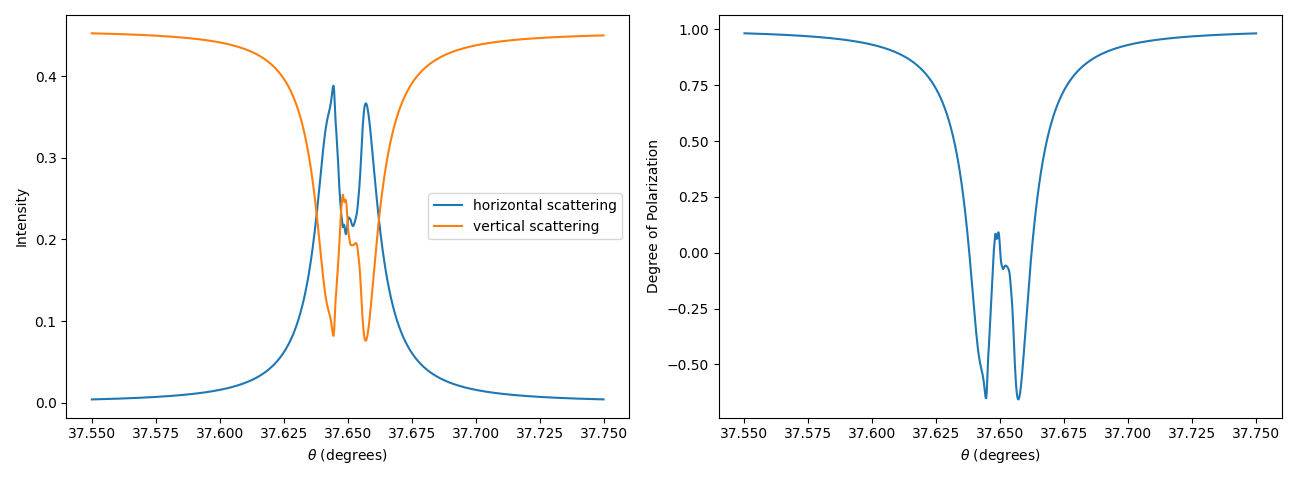 Intensity
0.4
0.3
0.2
0.1
0.0
37.550 37.575 37.600 37.625 37.650 37.675 37.700 37.725 37.750
θ (degrees)
horizontal scattering
vertical scattering
Degree of Polarization
1.00
0.75
0.50
0.25
0.00
−0.25
−0.50
37.550 37.575 37.600 37.625 37.650 37.675 37.700 37.725 37.750
θ (degrees)